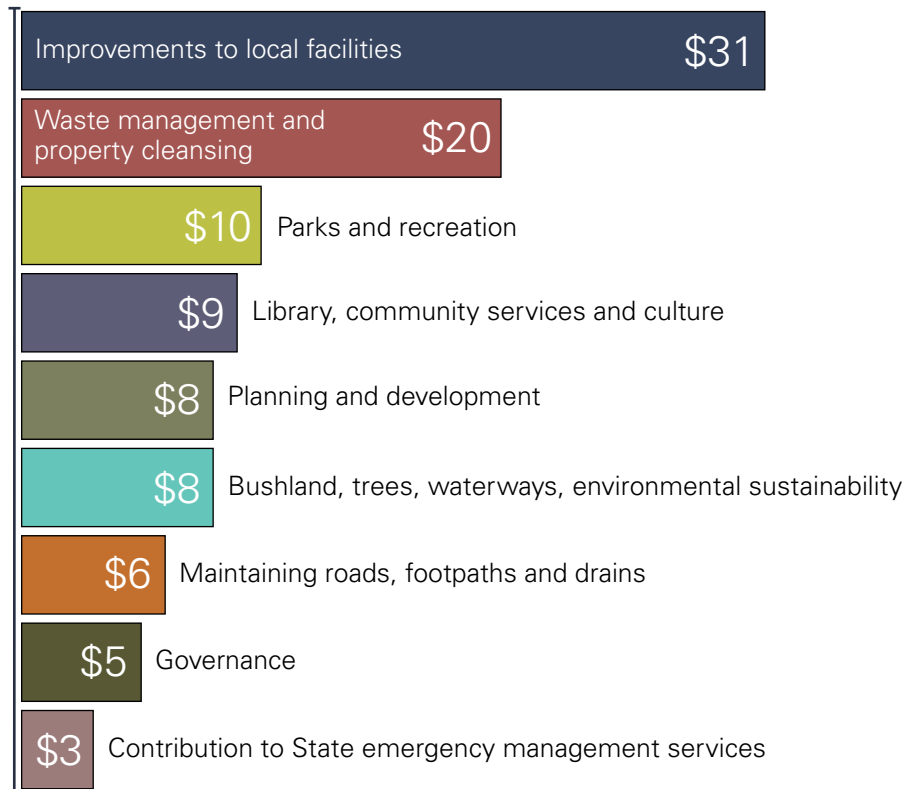 Improvements to local facilities $31
Waste management and
property cleansing $20
$10 Parks and recreation
$9 Library, community services and culture
$8 Planning and development
$8 Bushland, trees, waterways, environmental sustainability
$6 Maintaining roads, footpaths and drains
$5 Governance
$3 Contribution to State emergency management services